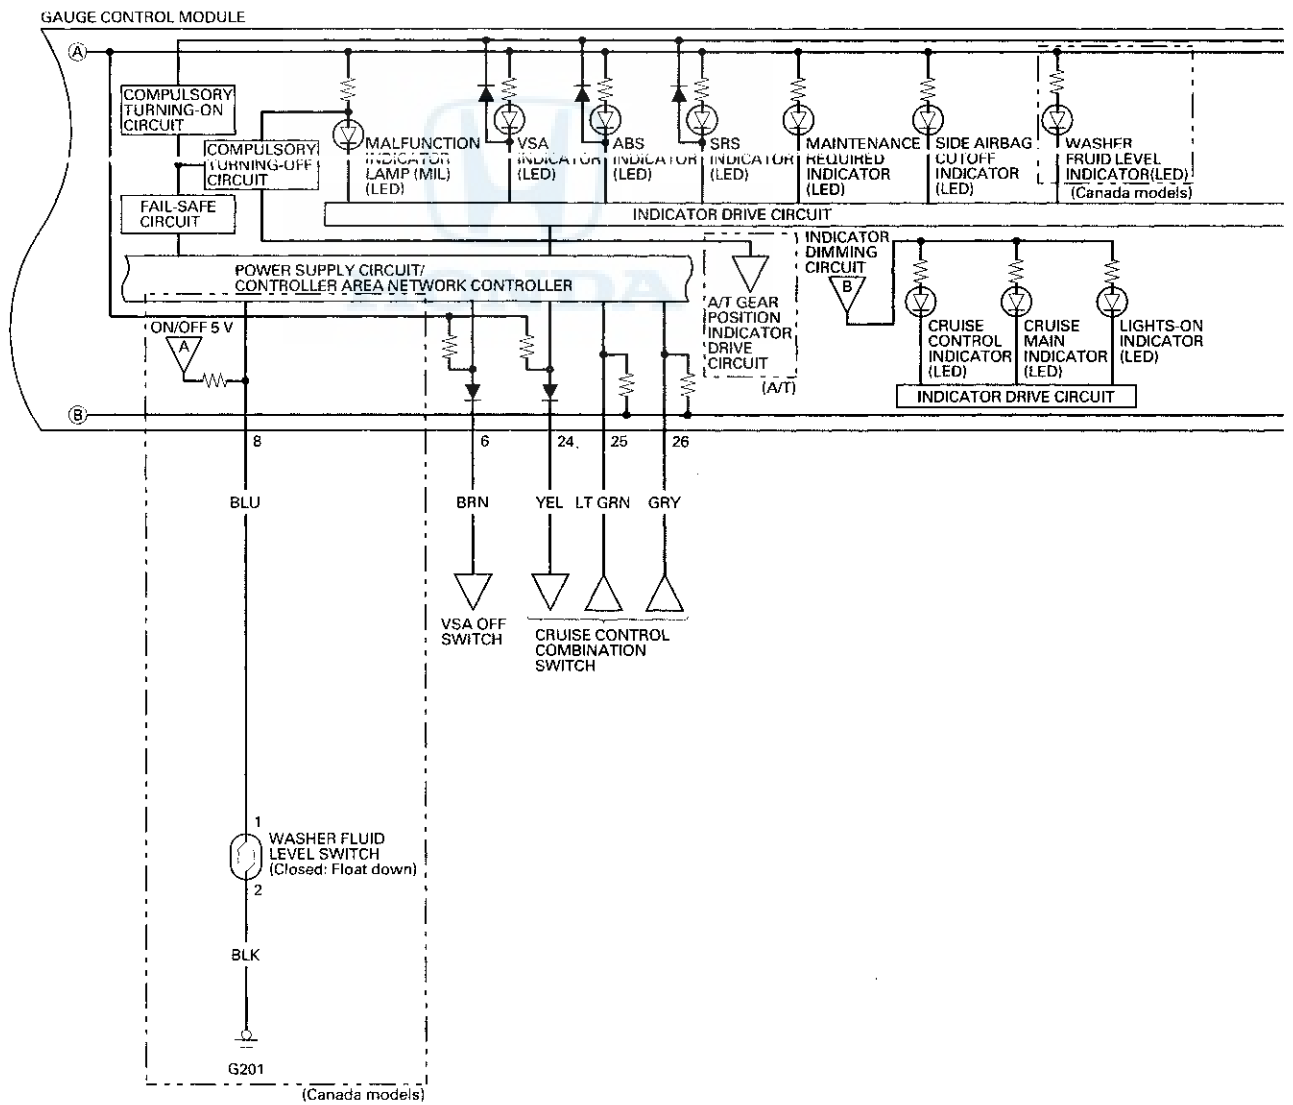 GAUGE CONTROL MODULE
A
COMPULSORY
TURNING-ON
CIRCUIT
COMPULSORY
TURNING-OFF
CIRCUIT
FAIL-SAFE
CIRCUIT
MALFUNCTION
INDICATOR
LAMP (MIL)
(LED)
VSA
INDICATOR
(LED)
ABS
INDICATOR
(LED)
SRS
INDICATOR
(LED)
MAINTENANCE
REQUIRED
INDICATOR
(LED)
SIDE AIRBAG
CUTOFF
INDICATOR
(LED)
WASHER
FRUID LEVEL
INDICATOR(LED)
(Canada models)
INDICATOR DRIVE CIRCUIT
POWER SUPPLY CIRCUIT/
CONTROLLER AREA NETWORK CONTROLLER
HONDA
A/T GEAR
POSITION
INDICATOR
DRIVE
CIRCUIT
(A/T)
INDICATOR
DIMMING
CIRCUIT
B
CRUISE
CONTROL
INDICATOR
(LED)
CRUISE
MAIN
INDICATOR
(LED)
LIGHTS-ON
INDICATOR
(LED)
INDICATOR DRIVE CIRCUIT
ON/OFF 5 V
A
B
8
6
24
25
26
BLU
BRN
YEL
LT GRN
GRY
VSA OFF
SWITCH
CRUISE CONTROL
COMBINATION
SWITCH
1
WASHER FLUID
LEVEL SWITCH
(Closed: Float down)
2
BLK
G201
(Canada models)